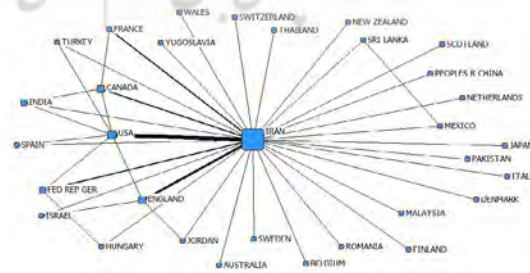 WALES
SWITZERLAND
FRANCE
NEW ZEALAND
THAILAND
TURKEY
YUGOSLAVIA
SRI LANKA
SCOTLAND
PEOPLES R CHINA
CANADA
NETHERLANDS
INDIA
MEXICO
USA
IRAN
SPAIN
JAPAN
PAKISTAN
ITAL
FED REP GER
ENGLAND
DENMARK
ISRAEL
MALAYSIA
HUNGARY
JORDAN
SWEDEN
ROMANIA
FINLAND
AUSTRALIA
BELGIUM